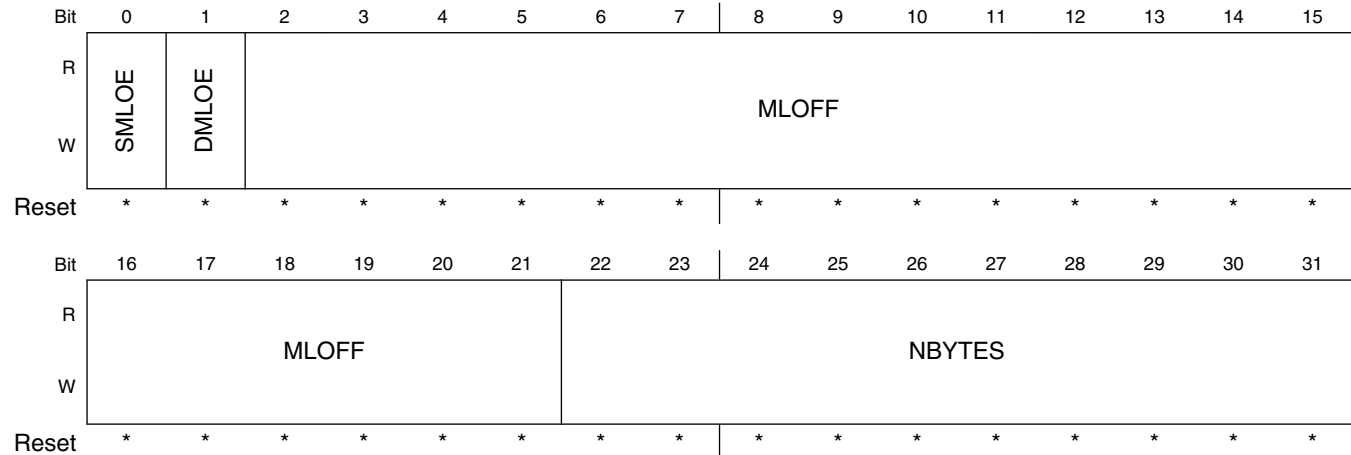 Bit 0 1 2 3 4 5 6 7 8 9 10 11 12 13 14 15
R
SMLOE DMLOE MLOFF
W
Reset * * * * * * * * * * * * * * * *
Bit 16 17 18 19 20 21 22 23 24 25 26 27 28 29 30 31
R
MLOFF NBYTES
W
Reset * * * * * * * * * * * * * * * *